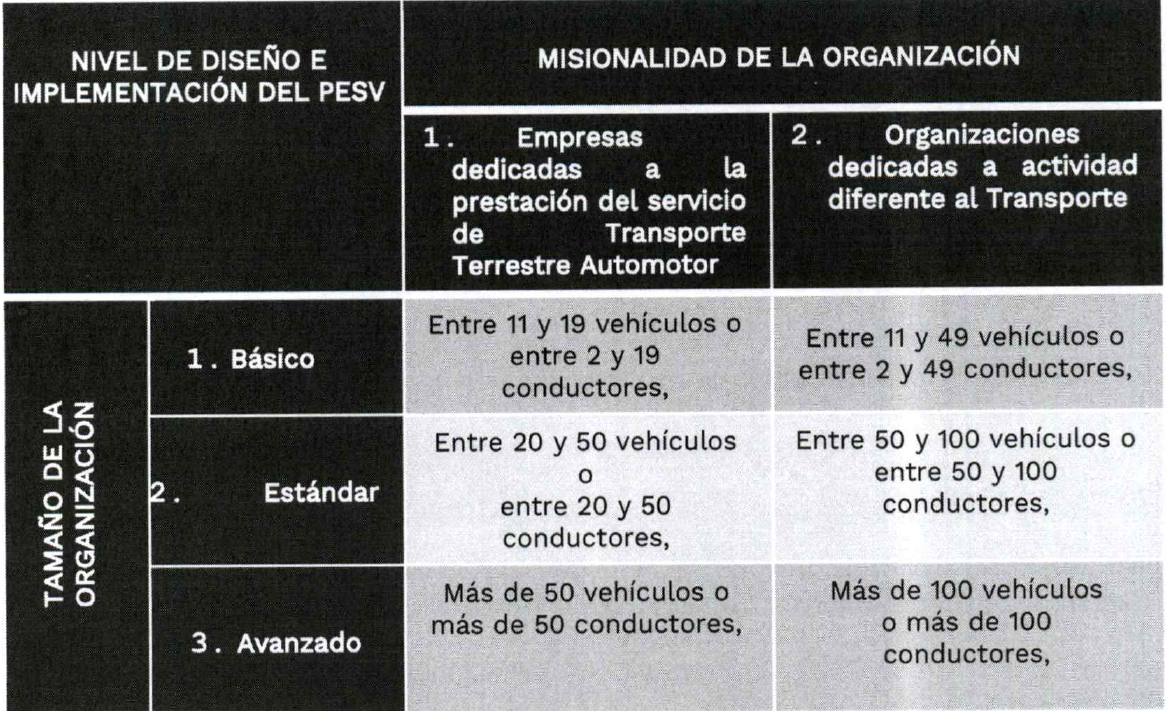 NIVEL DE DISEÑO E
IMPLEMENTACIÓN DEL PESV
MISIONALIDAD DE LA ORGANIZACIÓN
1. Empresas
dedicadas a la
prestación del servicio
de Transporte
Terrestre Automotor
2. Organizaciones
dedicadas a actividad
diferente al Transporte
TAMAÑO DE LA
ORGANIZACIÓN
1. Básico
Entre 11 y 19 vehículos o
entre 2 y 19
conductores,
Entre 11 y 49 vehículos o
entre 2 y 49 conductores,
2. Estándar
Entre 20 y 50 vehículos
o
entre 20 y 50
conductores,
Entre 50 y 100 vehículos o
entre 50 y 100
conductores,
3. Avanzado
Más de 50 vehículos o
más de 50 conductores,
Más de 100 vehículos
o más de 100
conductores,